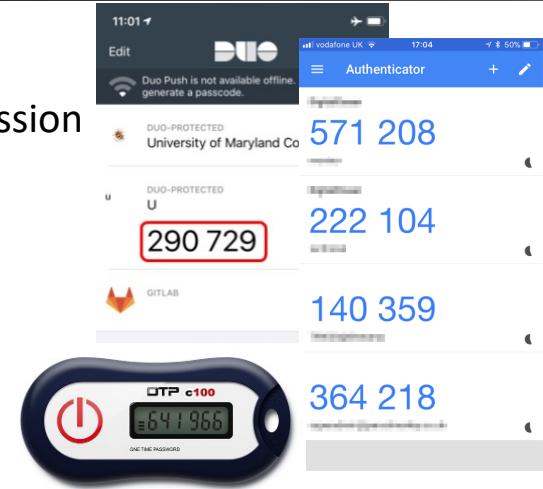 ssion
11:01
Edit
DUO
Duo Push is not available offline.
generate a passcode.
DUO-PROTECTED
University of Maryland Co
U
DUO-PROTECTED
U
290 729
GITLAB
vodafone UK
17:04
50%
Authenticator
571 208
222 104
140 359
364 218
OTP c100
641966
ONE TIME PASSWORD